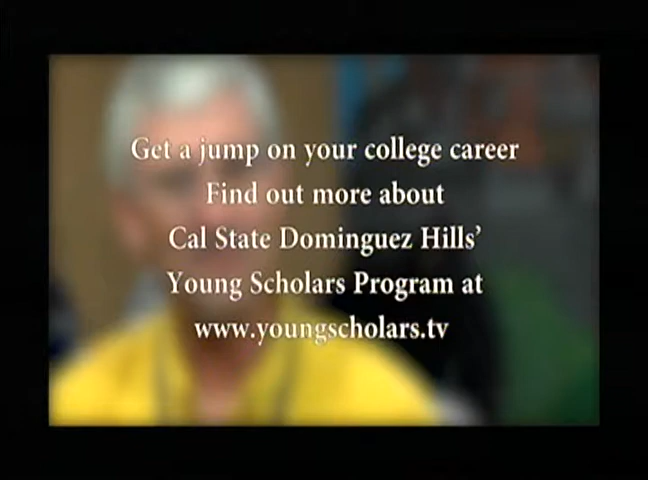 Get a jump on your college career
Find out more about
Cal State Dominguez Hills'
Young Scholars Program at
www.youngscholars.tv